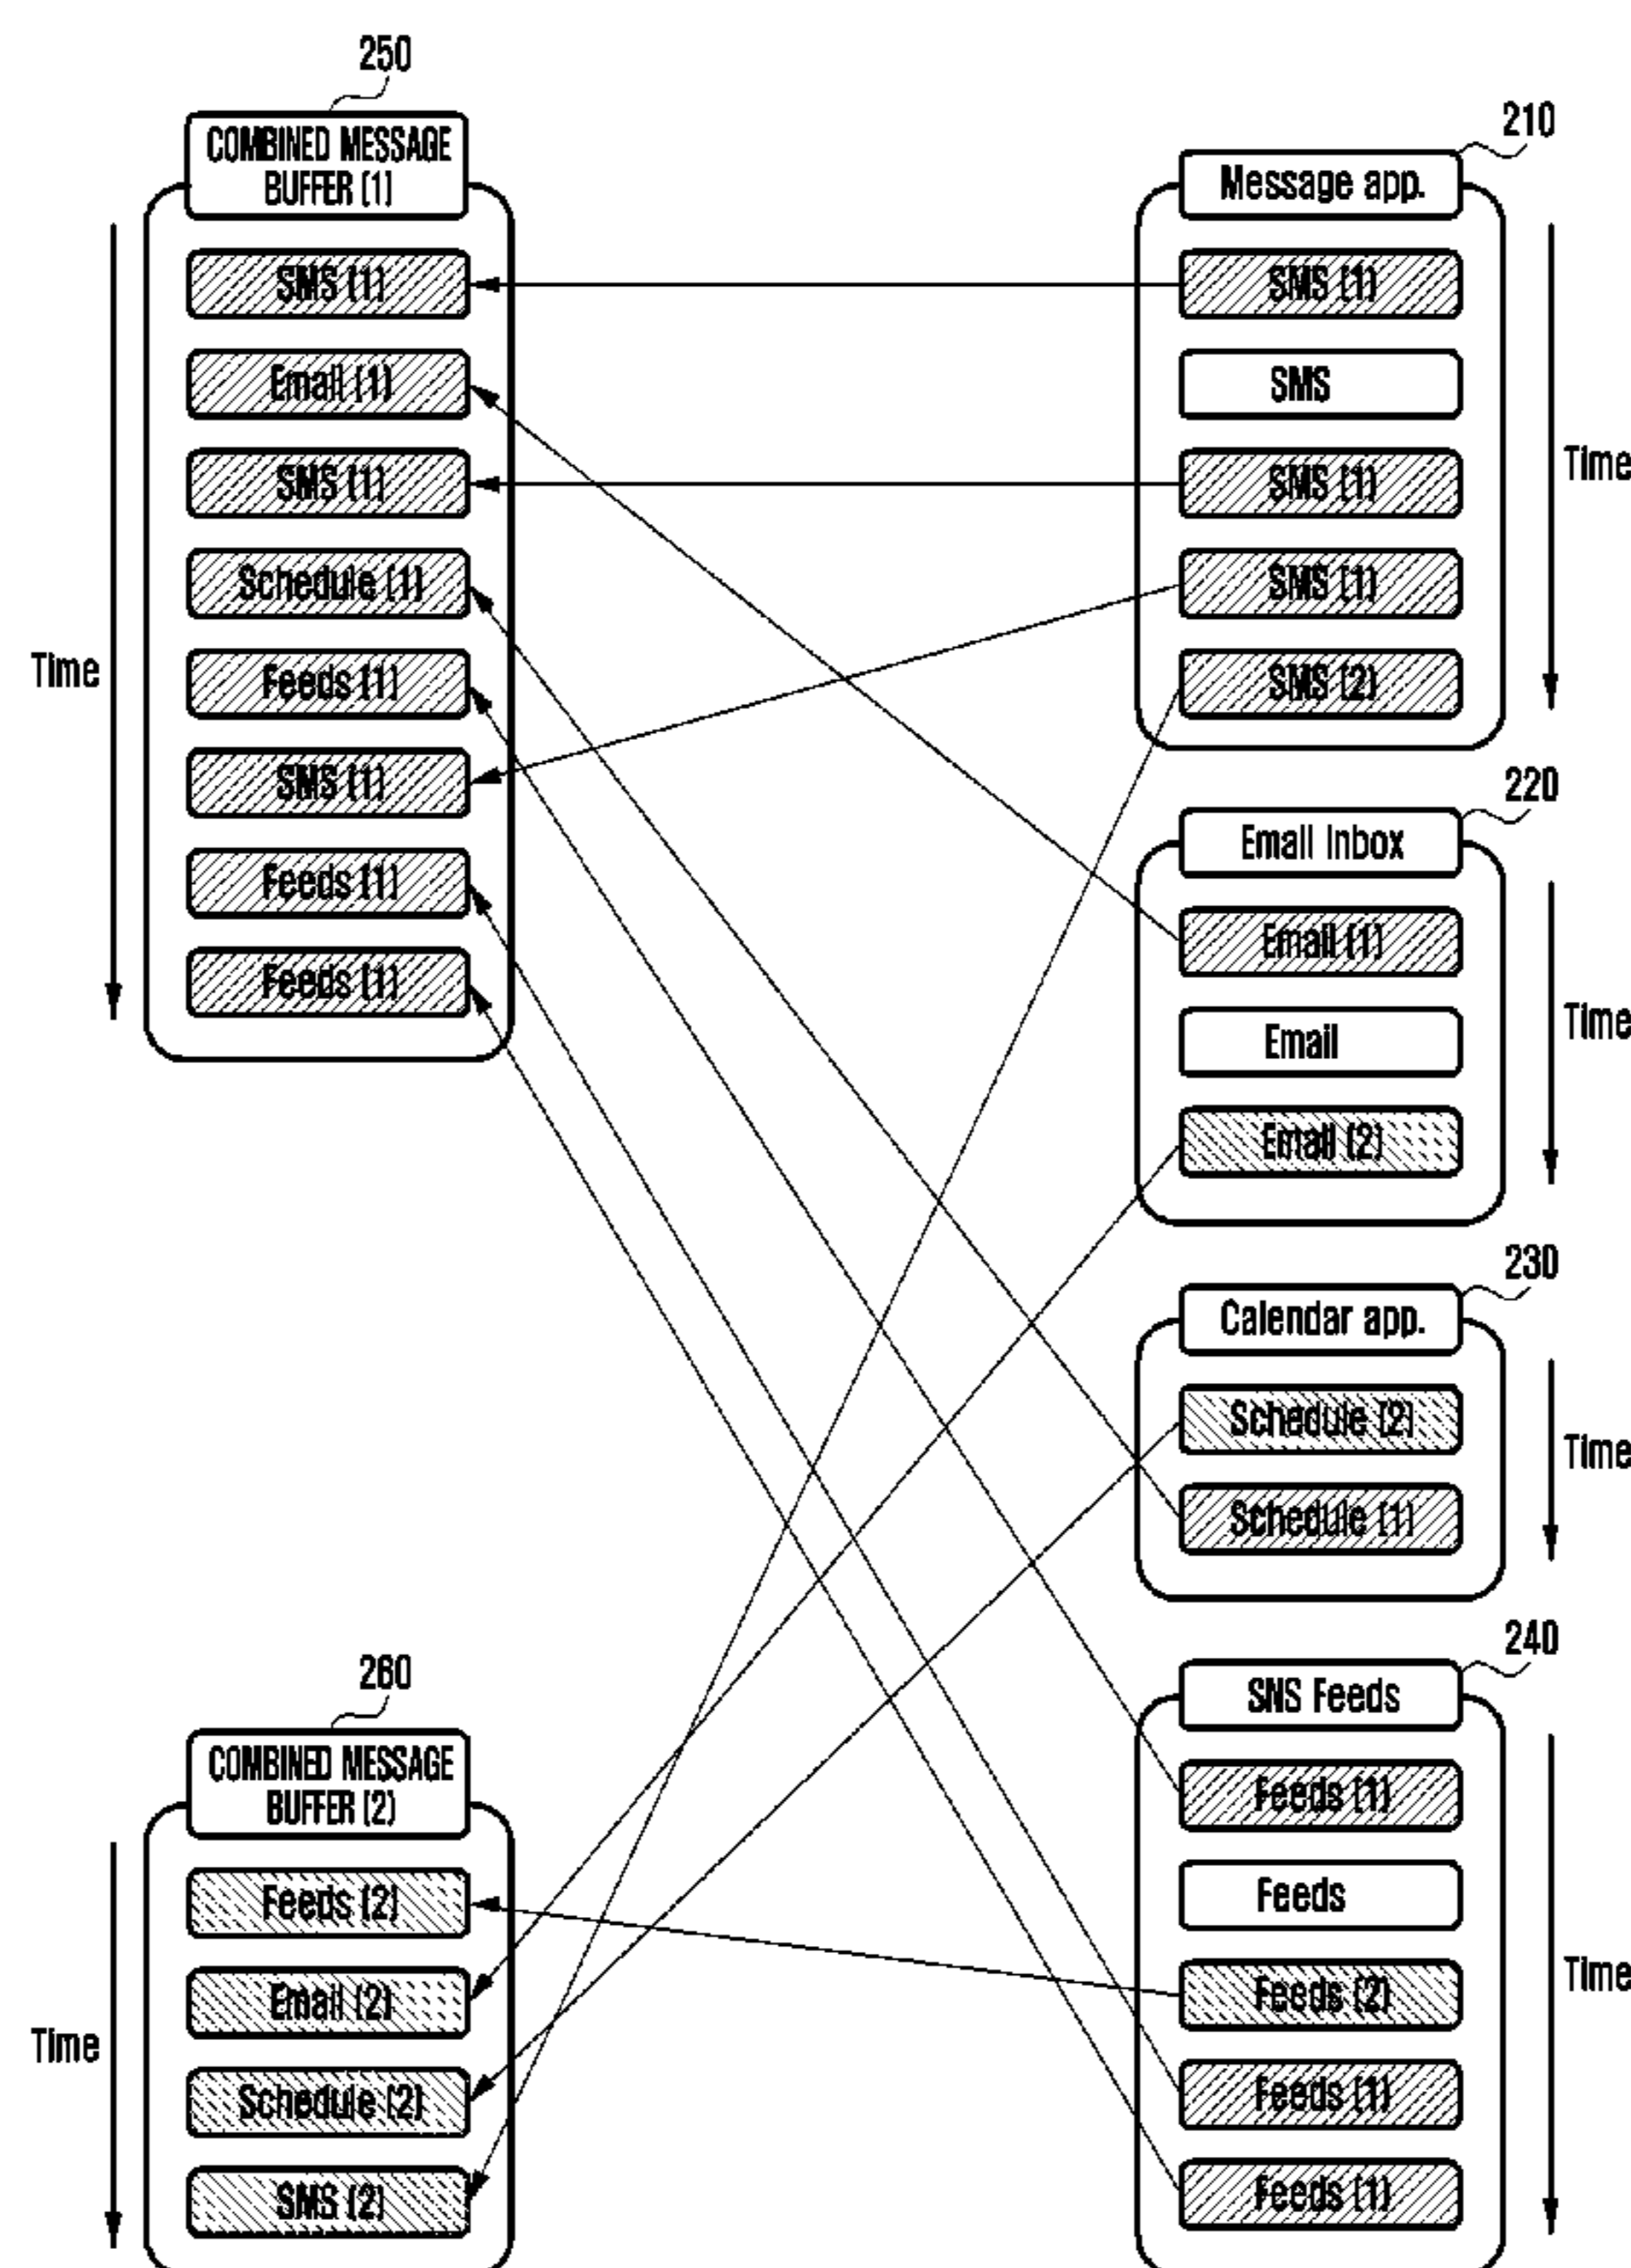 250
COMBINED MESSAGE
BUFFER (1)
SMS (1)
Email (1)
SMS (1)
Schedule (1)
Feeds (1)
SMS (1)
Feeds (1)
Feeds (1)
Time
260
COMBINED MESSAGE
BUFFER (2)
Feeds (2)
Email (2)
Schedule (2)
SMS (2)
Time
210
Message app.
SMS (1)
SMS
SMS (1)
SMS (1)
SMS (2)
Time
220
Email Inbox
Email (1)
Email
Email (2)
Time
230
Calendar app.
Schedule (2)
Schedule (1)
Time
240
SNS Feeds
Feeds (1)
Feeds
Feeds (2)
Feeds (1)
Feeds (1)
Time